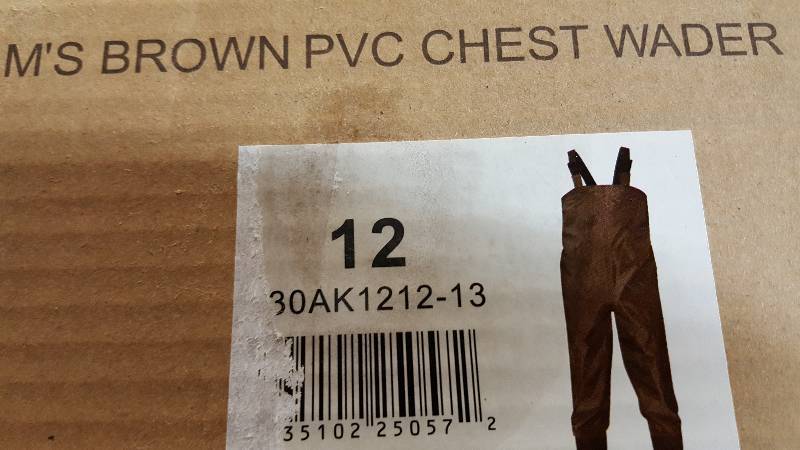 M'S BROWN PVC CHEST WADER
12
30AK1212-13
35102 25057 2